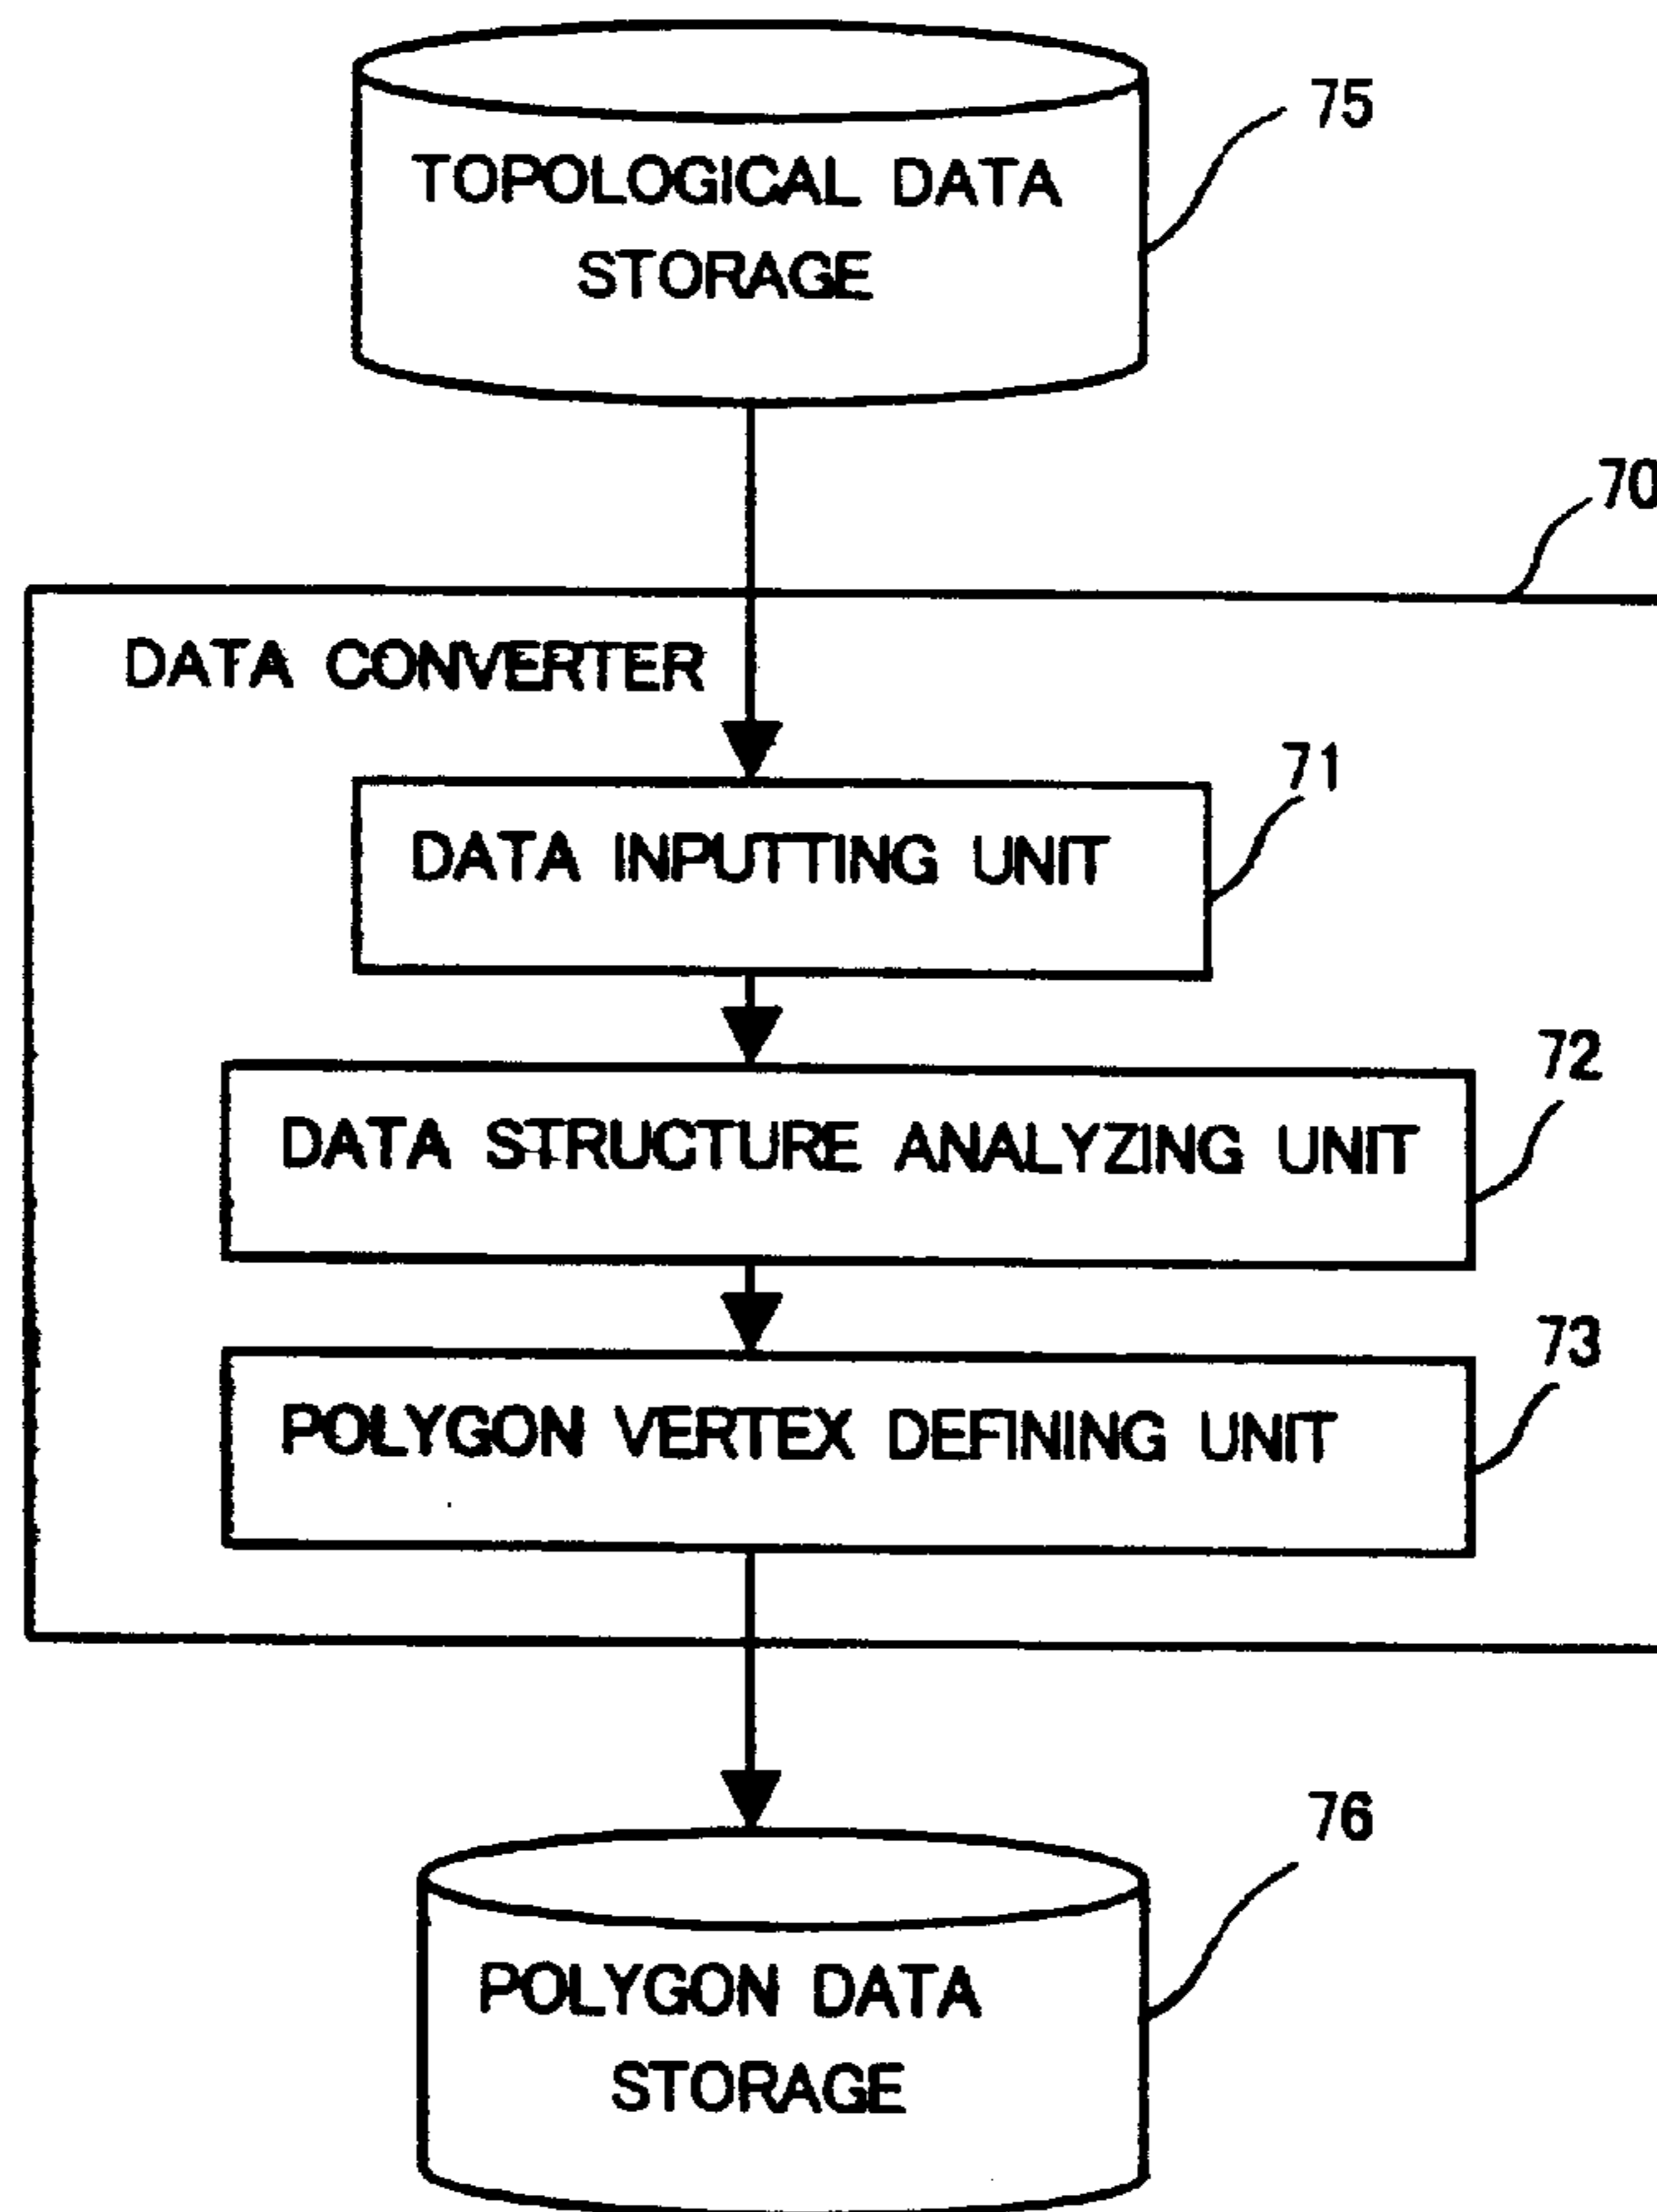 75
TOPOLOGICAL DATA
STORAGE
70
DATA CONVERTER
71
DATA INPUTTING UNIT
72
DATA STRUCTURE ANALYZING UNIT
73
POLYGON VERTEX DEFINING UNIT
76
POLYGON DATA
STORAGE